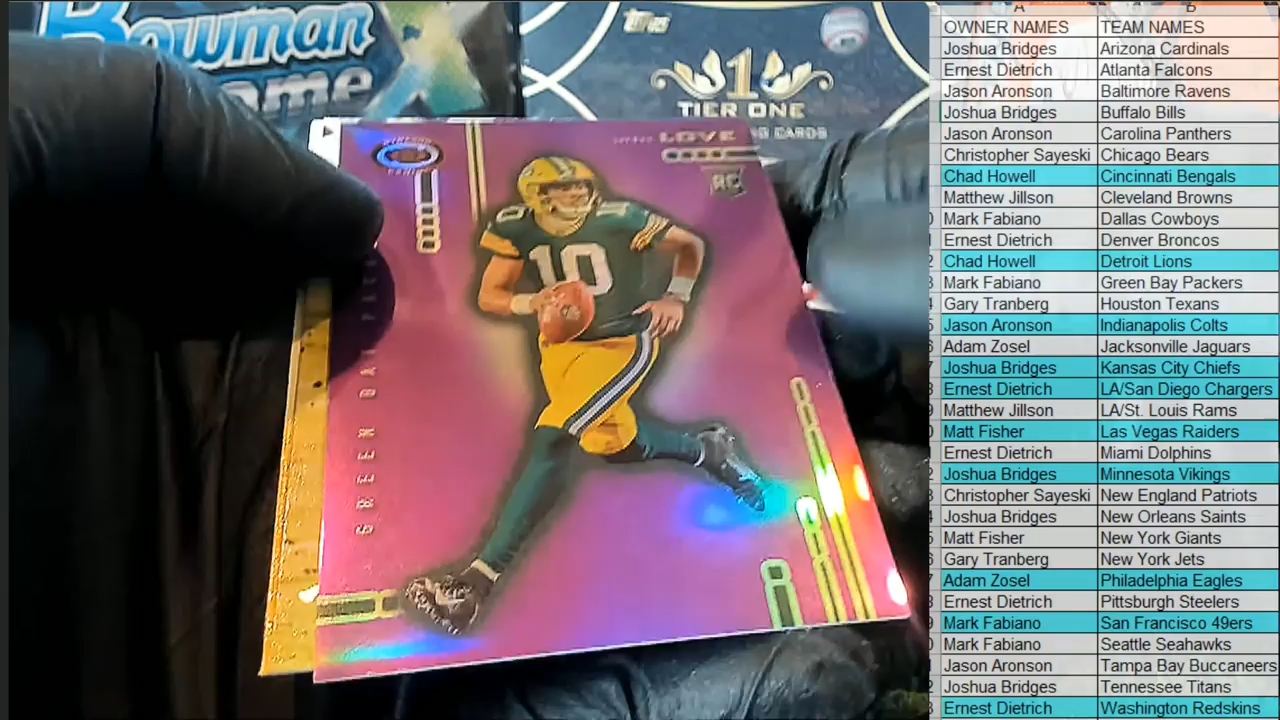 Bowman
ome
Topps
1
TIER ONE
NG CARDS
LOVE
RC
10
10
GREEN BAY PACK
A B
OWNER NAMES TEAM NAMES
Joshua Bridges Arizona Cardinals
Ernest Dietrich Atlanta Falcons
Jason Aronson Baltimore Ravens
Joshua Bridges Buffalo Bills
Jason Aronson Carolina Panthers
Christopher Sayeski Chicago Bears
Chad Howell Cincinnati Bengals
Matthew Jillson Cleveland Browns
Mark Fabiano Dallas Cowboys
Ernest Dietrich Denver Broncos
Chad Howell Detroit Lions
Mark Fabiano Green Bay Packers
Gary Tranberg Houston Texans
Jason Aronson Indianapolis Colts
Adam Zosel Jacksonville Jaguars
Joshua Bridges Kansas City Chiefs
Ernest Dietrich LA/San Diego Chargers
Matthew Jillson LA/St. Louis Rams
Matt Fisher Las Vegas Raiders
Ernest Dietrich Miami Dolphins
Joshua Bridges Minnesota Vikings
Christopher Sayeski New England Patriots
Joshua Bridges New Orleans Saints
Matt Fisher New York Giants
Gary Tranberg New York Jets
Adam Zosel Philadelphia Eagles
Ernest Dietrich Pittsburgh Steelers
Mark Fabiano San Francisco 49ers
Mark Fabiano Seattle Seahawks
Jason Aronson Tampa Bay Buccaneers
Joshua Bridges Tennessee Titans
Ernest Dietrich Washington Redskins